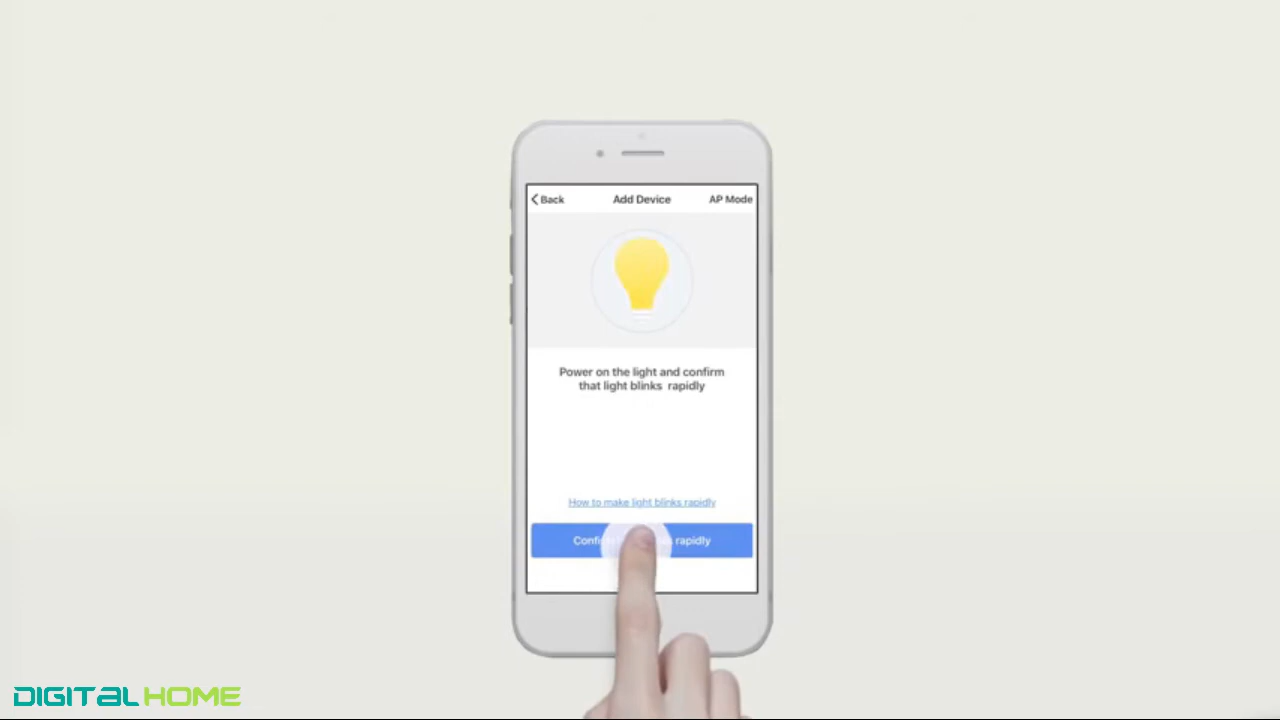 Back
Add Device
AP Mode
Power on the light and confirm
that light blinks rapidly
How to make light blinks rapidly
rapidly
DIGITAL HOME